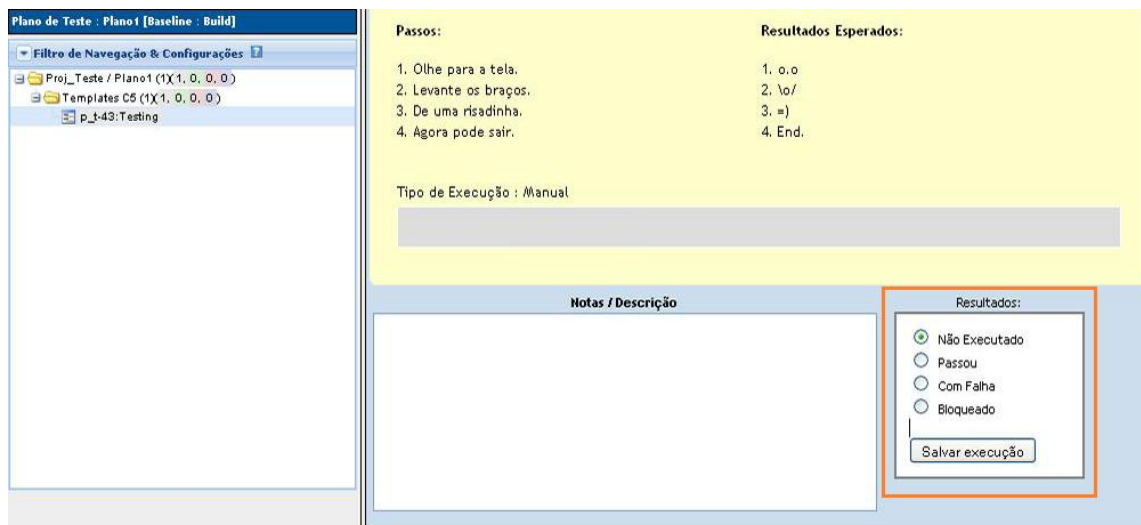 Plano de Teste : Plano1 [Baseline : Build]
Filtro de Navegação & Configurações
Proj_Teste / Plano1 (1)(1, 0, 0, 0)
Templates C5 (1)(1, 0, 0, 0)
p_t-43:Testing
Passos: Resultados Esperados:
1. Olhe para a tela. 1. o.o
2. Levante os braços. 2. \o/
3. De uma risadinha. 3. =)
4. Agora pode sair. 4. End.
Tipo de Execução : Manual
Notas / Descrição
Resultados:
Não Executado
Passou
Com Falha
Bloqueado
Salvar execução